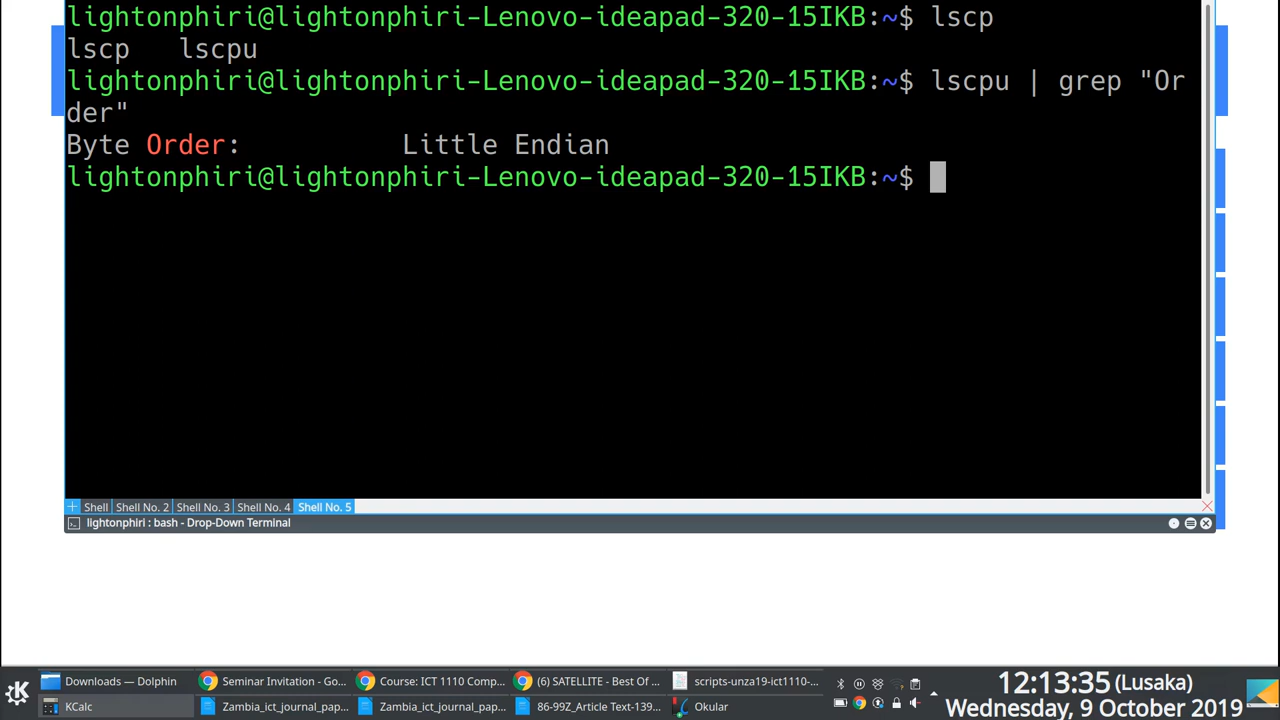 lightonphiri@lightonphiri-Lenovo-ideapad-320-15IKB:~$ lscp
lscp lscpu
lightonphiri@lightonphiri-Lenovo-ideapad-320-15IKB:~$ lscpu | grep "Or
der"
Byte Order: Little Endian
lightonphiri@lightonphiri-Lenovo-ideapad-320-15IKB:~$
Shell Shell No. 2 Shell No. 3 Shell No. 4 Shell No. 5
lightonphiri : bash - Drop-Down Terminal
Downloads — Dolphin Seminar Invitation - Go... Course: ICT 1110 Comp... (6) SATELLITE - Best Of ... scripts-unza19-ict1110-...
KCalc Zambia_ict_journal_pap... Zambia_ict_journal_pap... 86-99Z_Article Text-139... Okular
12:13:35 (Lusaka)
Wednesday, 9 October 2019